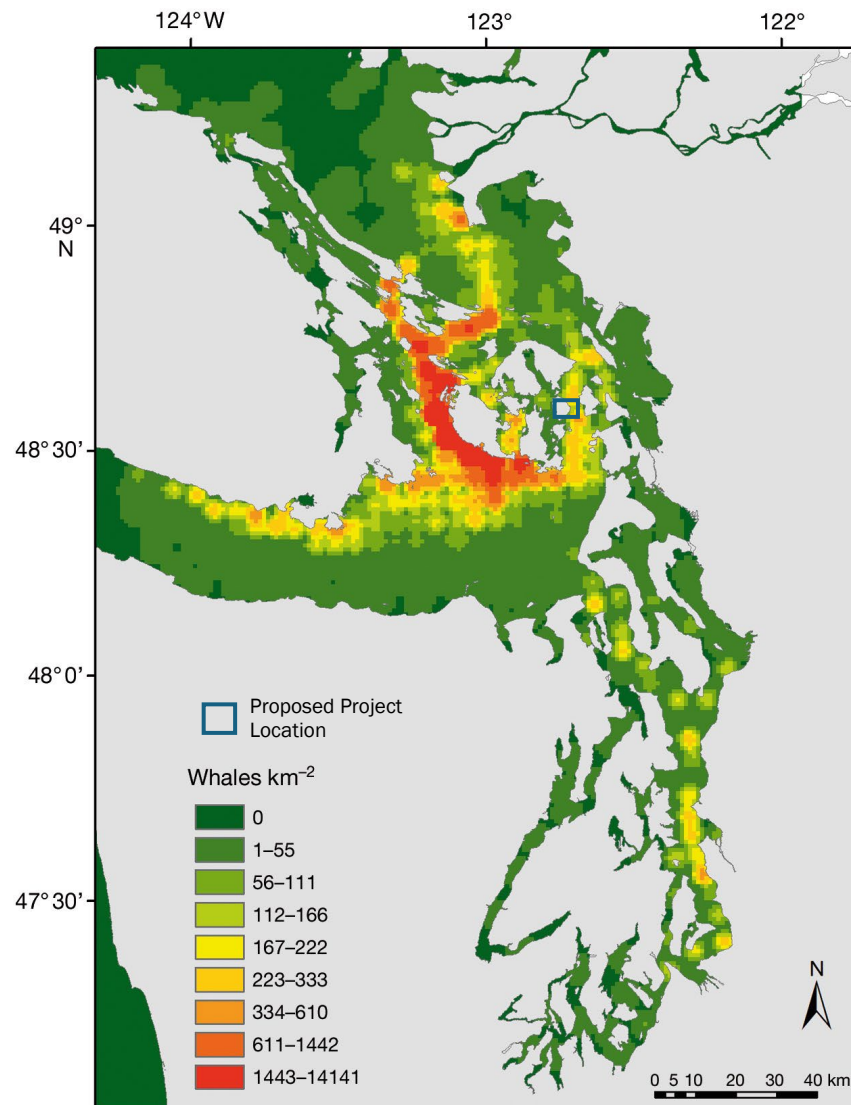 124° W 123° 122°
49°
N
48° 30'
48° 0'
47° 30'
Proposed Project
Location
Whales km⁻²
0
1–55
56–111
112–166
167–222
223–333
334–610
611–1442
1443–14141
N
0 5 10 20 30 40 km